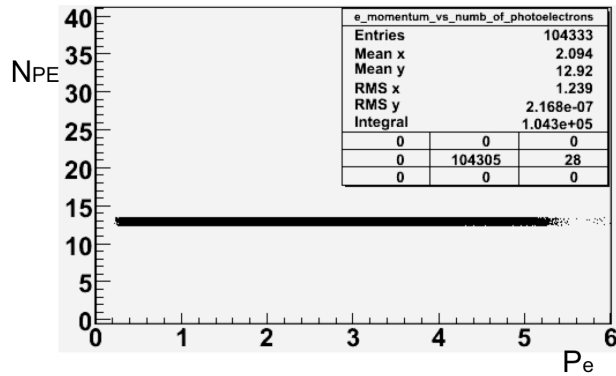 e_momentum_vs_numb_of_photoelectrons
Entries 104333
Mean x 2.094
Mean y 12.92
RMS x 1.239
RMS y 2.168e-07
Integral 1.043e+05
0 0 0
0 104305 28
0 0 0
NPE
40
35
30
25
20
15
10
5
0
0 1 2 3 4 5 6
Pe